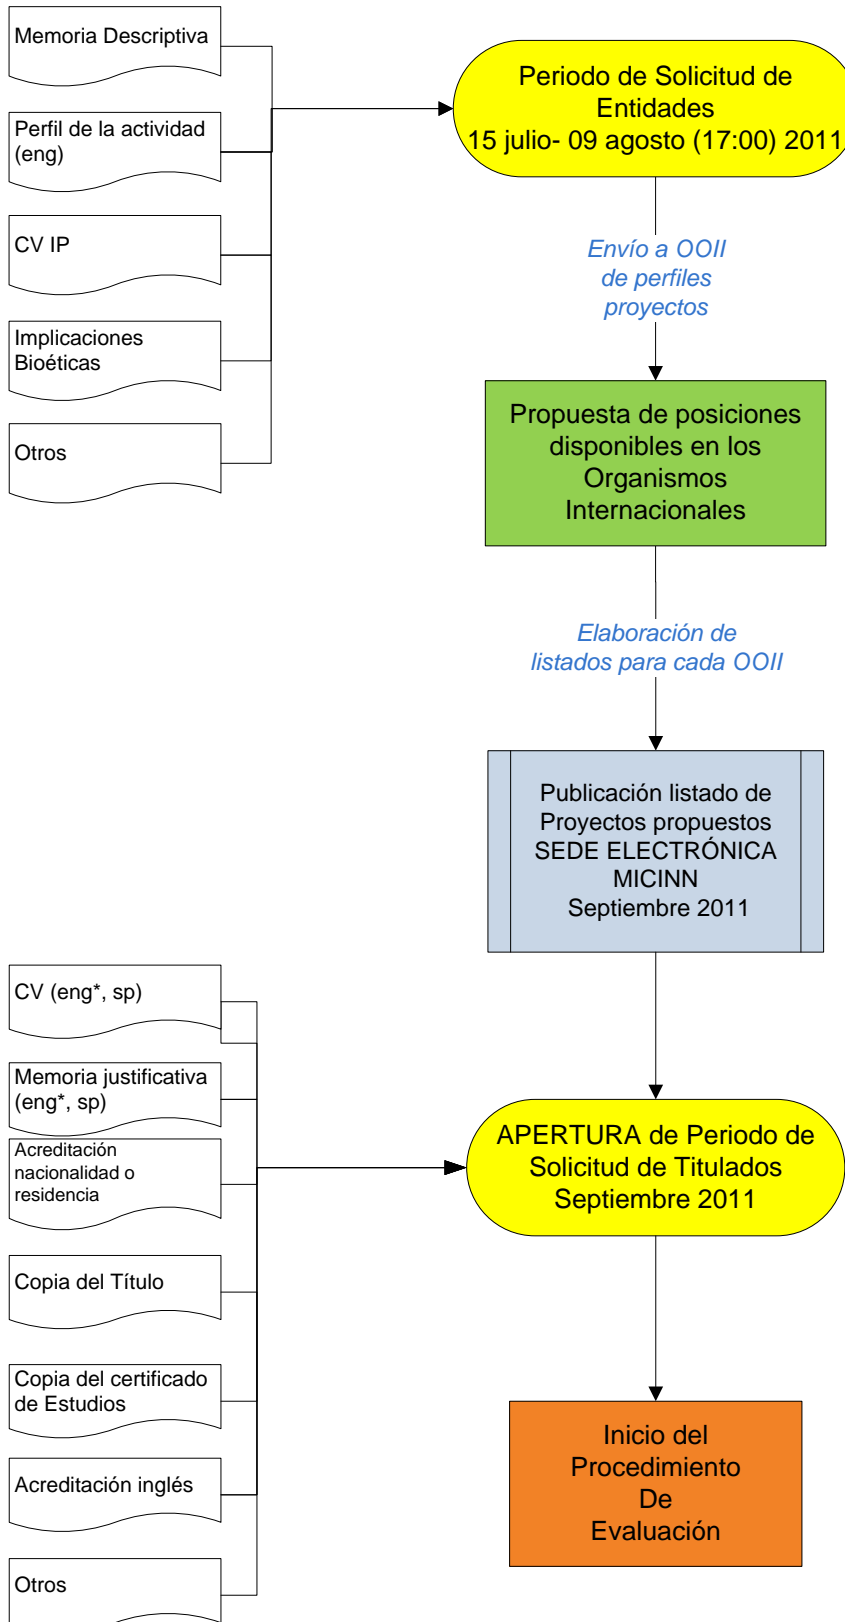 Memoria Descriptiva
Perfil de la actividad
(eng)
CV IP
Implicaciones
Bioéticas
Otros
Periodo de Solicitud de
Entidades
15 julio- 09 agosto (17:00) 2011
Envío a OOII
de perfiles
proyectos
Propuesta de posiciones
disponibles en los
Organismos
Internacionales
Elaboración de
listados para cada OOII
Publicación listado de
Proyectos propuestos
SEDE ELECTRÓNICA
MICINN
Septiembre 2011
CV (eng*, sp)
Memoria justificativa
(eng*, sp)
Acreditación
nacionalidad o
residencia
Copia del Título
Copia del certificado
de Estudios
Acreditación inglés
Otros
APERTURA de Periodo de
Solicitud de Titulados
Septiembre 2011
Inicio del
Procedimiento
De
Evaluación